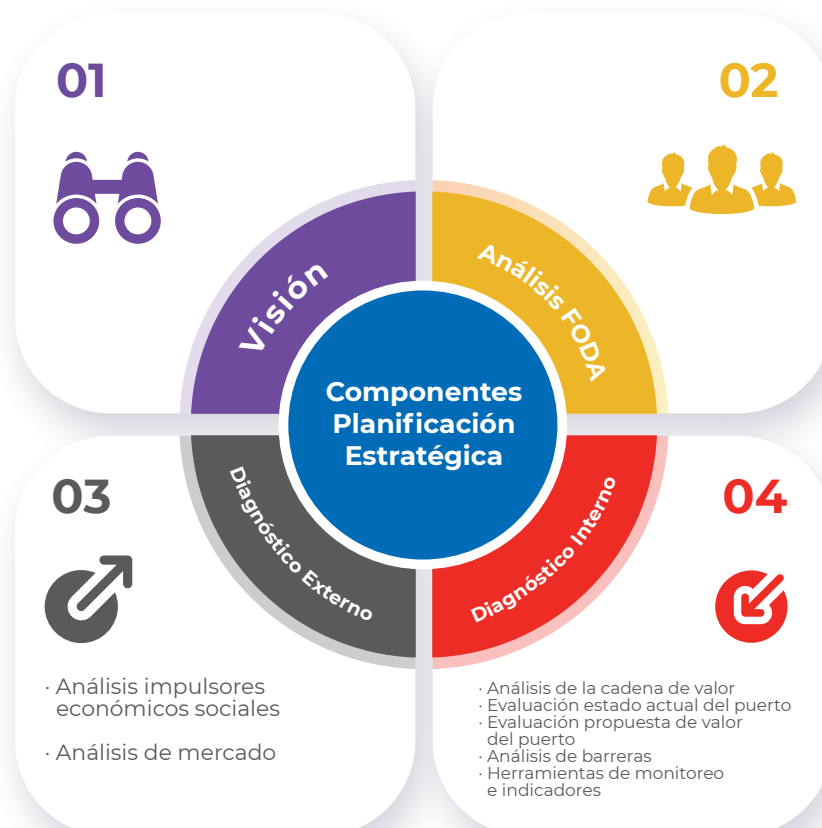 01
02
Visión
Análisis FODA
Componentes
Planificación
Estratégica
03
Diagnóstico Externo
04
Diagnóstico Interno
· Análisis impulsores
económicos sociales
· Análisis de mercado
· Análisis de la cadena de valor
· Evaluación estado actual del puerto
· Evaluación propuesta de valor
del puerto
· Análisis de barreras
· Herramientas de monitoreo
e indicadores